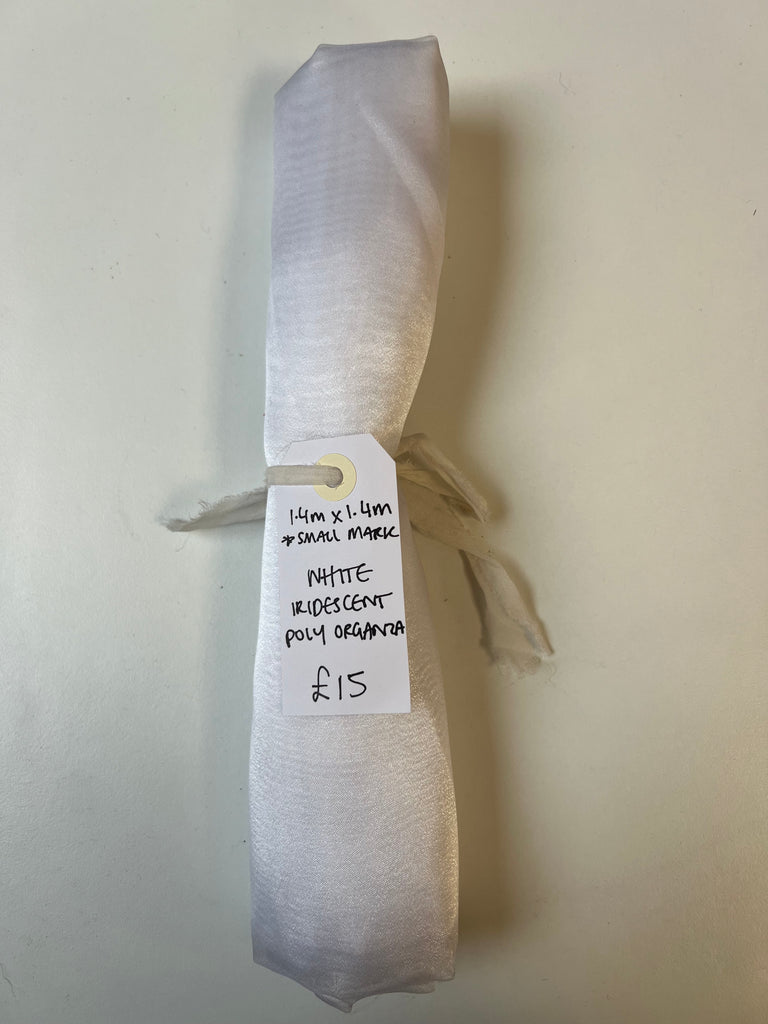 1.4m x 1.4m
*SMALL MARK
WHITE
IRIDESCENT
POLY ORGANZA
£15